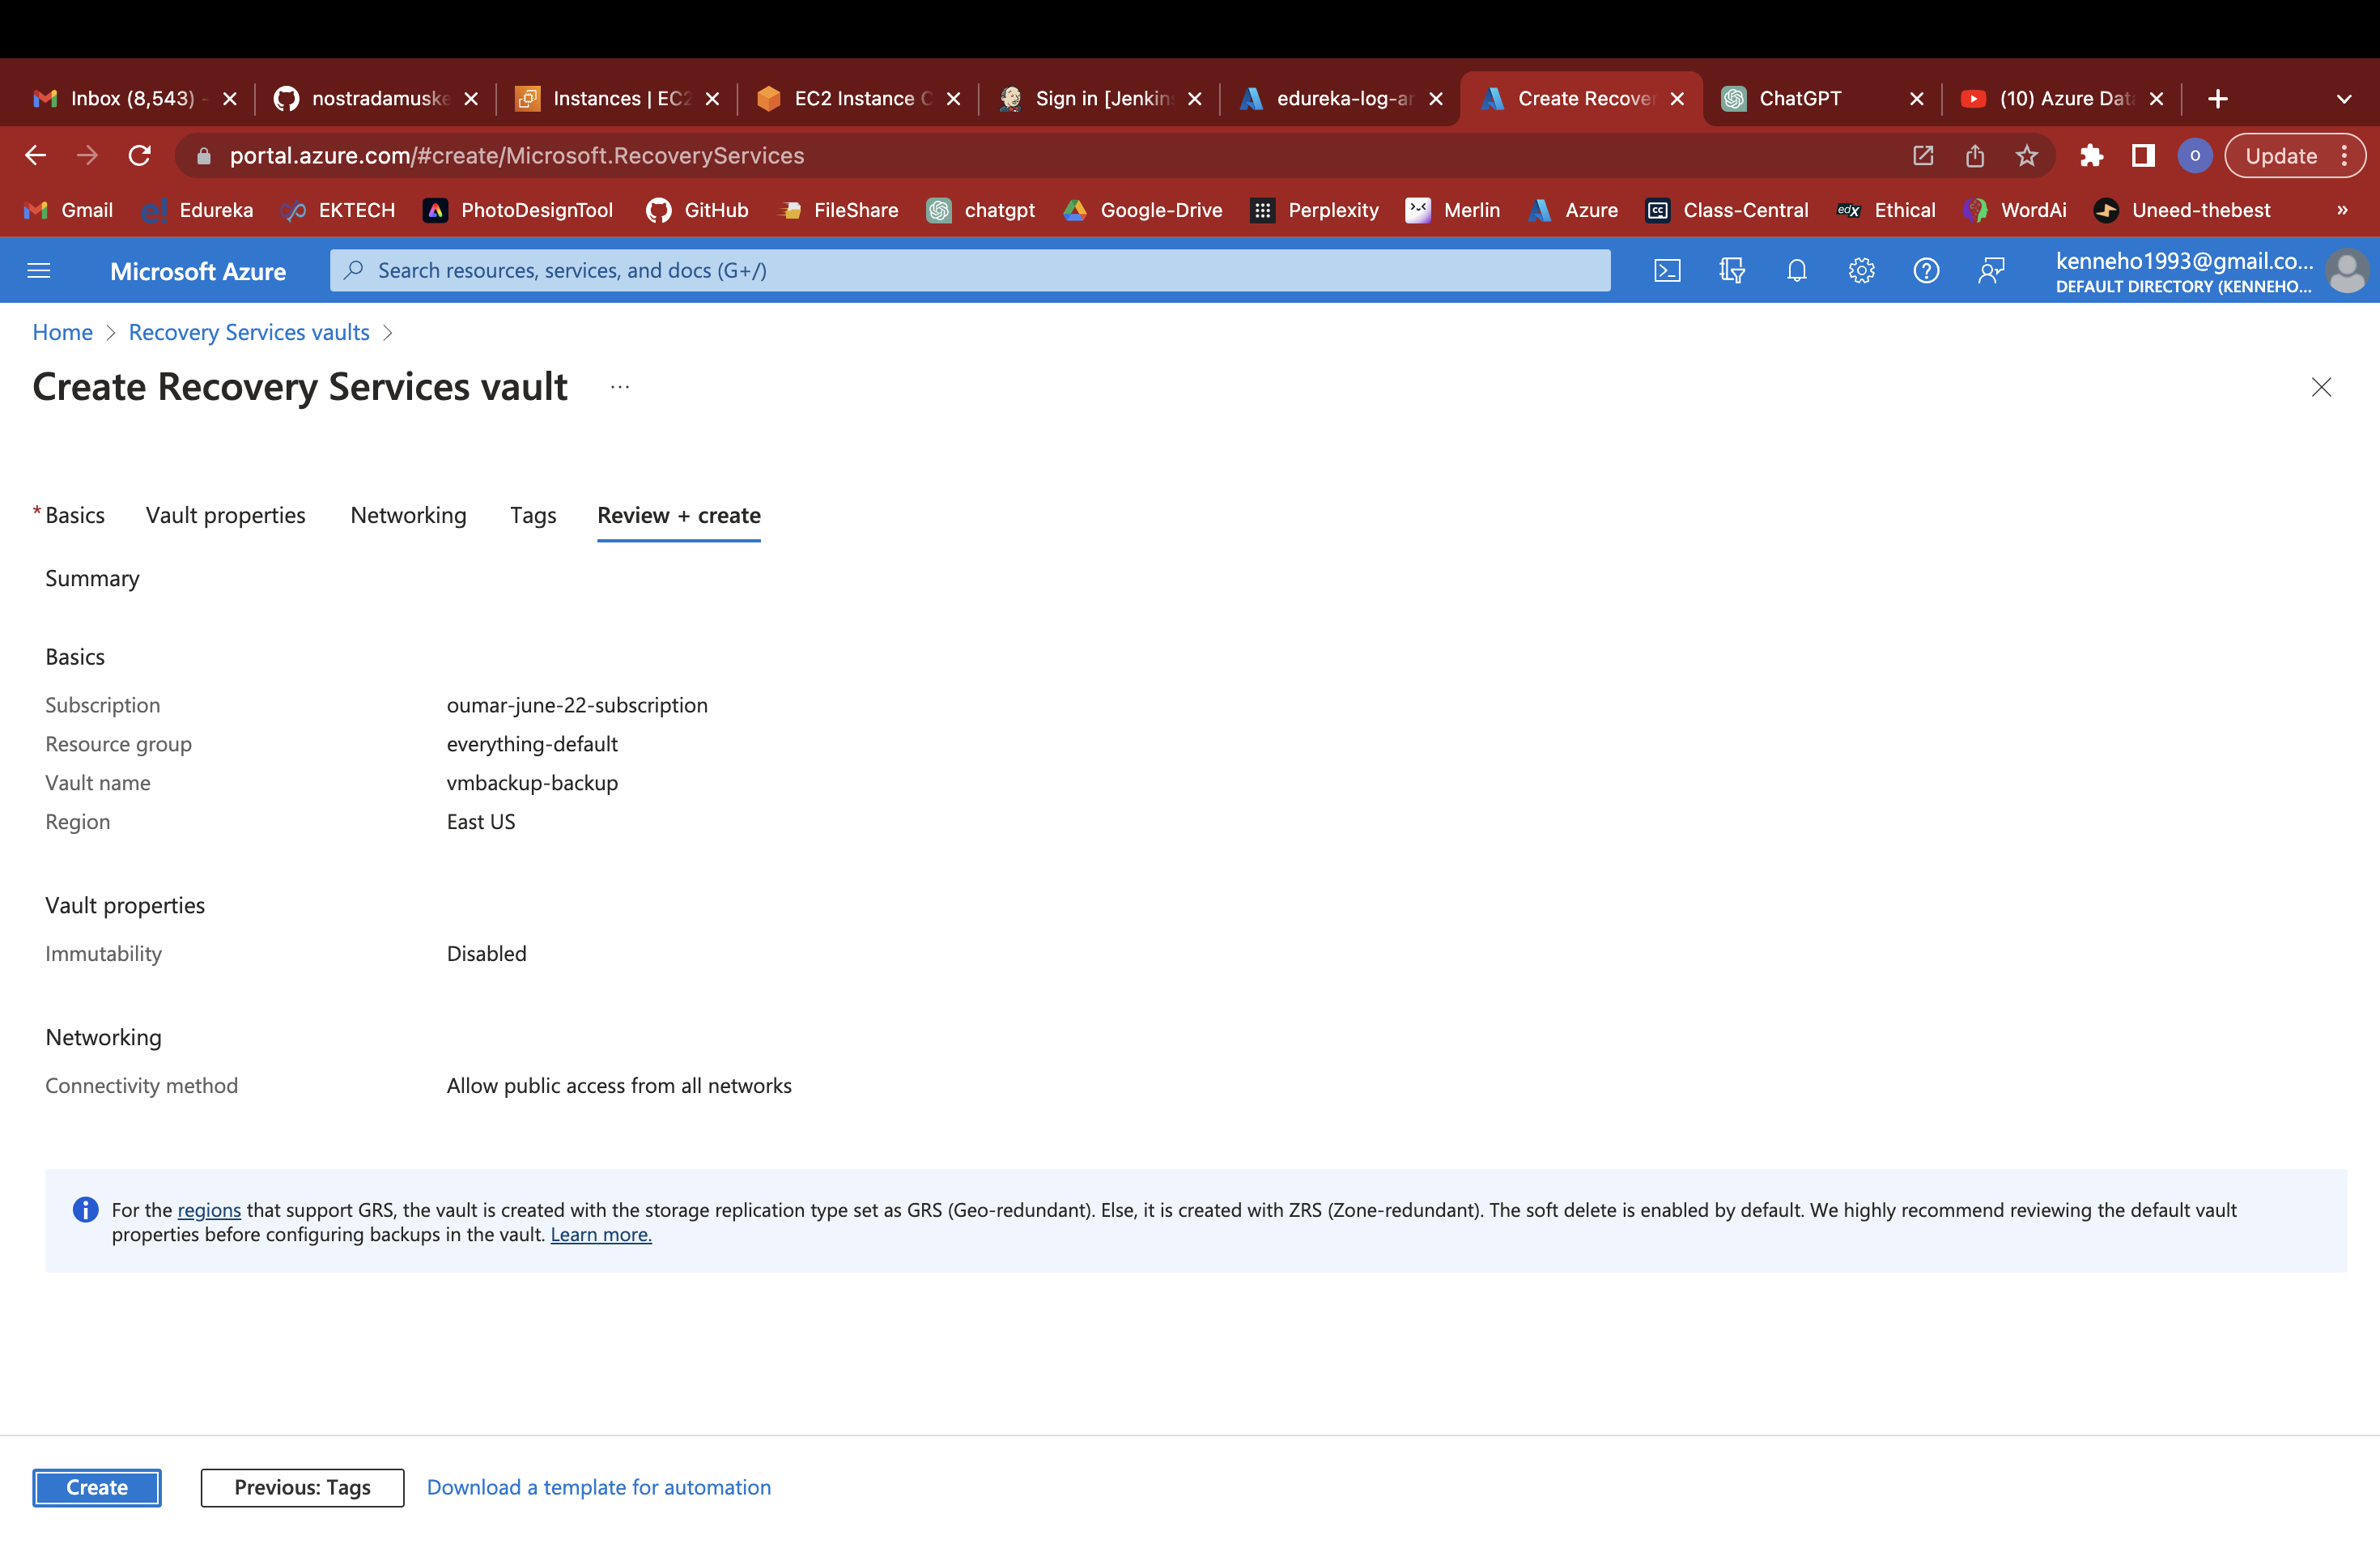 Inbox (8,543) -
nostradamuske
Instances | EC2
EC2 Instance C
Sign in [Jenkins
edureka-log-an
Create Recover
ChatGPT
(10) Azure Data
portal.azure.com/#create/Microsoft.RecoveryServices
O
Update
Gmail
e! Edureka
EKTECH
PhotoDesignTool
GitHub
FileShare
chatgpt
Google-Drive
Perplexity
Merlin
Azure
CC Class-Central
edX Ethical
WordAi
Uneed-thebest
»
Microsoft Azure
Search resources, services, and docs (G+/)
kenneho1993@gmail.co...
DEFAULT DIRECTORY (KENNEHO...
Home > Recovery Services vaults >
Create Recovery Services vault ...
* Basics
Vault properties
Networking
Tags
Review + create
Summary
Basics
Subscription oumar-june-22-subscription
Resource group everything-default
Vault name vmbackup-backup
Region East US
Vault properties
Immutability Disabled
Networking
Connectivity method Allow public access from all networks
For the regions that support GRS, the vault is created with the storage replication type set as GRS (Geo-redundant). Else, it is created with ZRS (Zone-redundant). The soft delete is enabled by default. We highly recommend reviewing the default vault
properties before configuring backups in the vault. Learn more.
Create
Previous: Tags
Download a template for automation